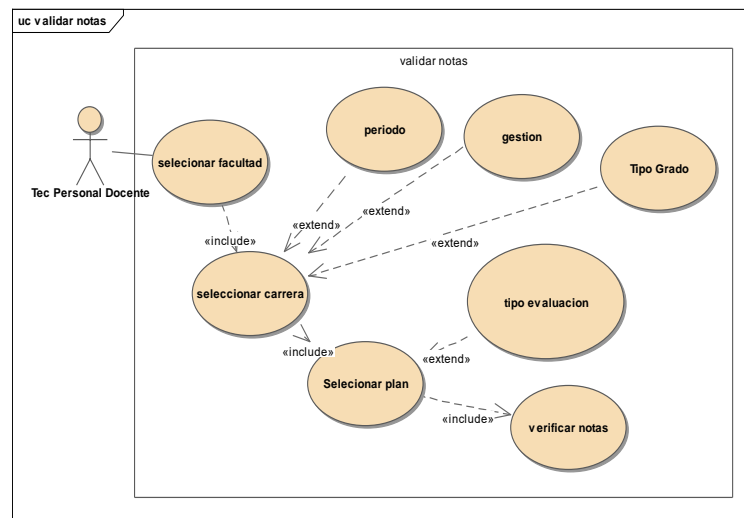 uc validar notas
validar notas
periodo
gestion
selecionar facultad
Tipo Grado
Tec Personal Docente
«extend»
«extend»
«include»
«extend»
seleccionar carrera
tipo evaluacion
«include»
«extend»
Selecionar plan
«include»
verificar notas